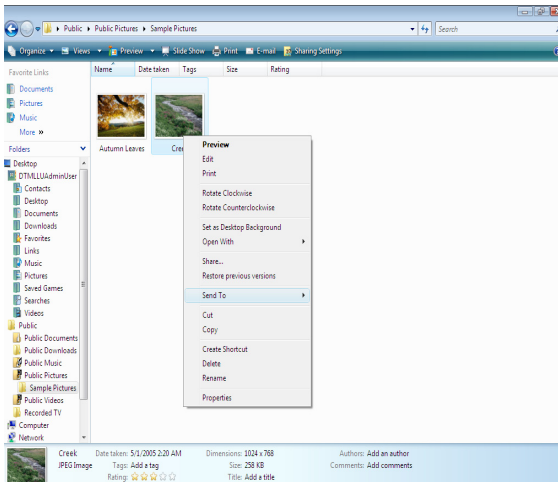 Public ▸ Public Pictures ▸ Sample Pictures
Search
Organize Views Preview Slide Show Print E-mail Sharing Settings
Favorite Links
Documents
Pictures
Music
More »
Folders
Desktop
DTMLLUAdminUser
Contacts
Desktop
Documents
Downloads
Favorites
Links
Music
Pictures
Saved Games
Searches
Videos
Public
Public Documents
Public Downloads
Public Music
Public Pictures
Sample Pictures
Public Videos
Recorded TV
Computer
Network
Name Date taken Tags Size Rating
Autumn Leaves Cree
Preview
Edit
Print
Rotate Clockwise
Rotate Counterclockwise
Set as Desktop Background
Open With
Share...
Restore previous versions
Send To
Cut
Copy
Create Shortcut
Delete
Rename
Properties
Creek Date taken: 5/1/2005 2:20 AM Dimensions: 1024 x 768 Authors: Add an author
JPEG Image Tags: Add a tag Size: 258 KB Comments: Add comments
Rating: Title: Add a title